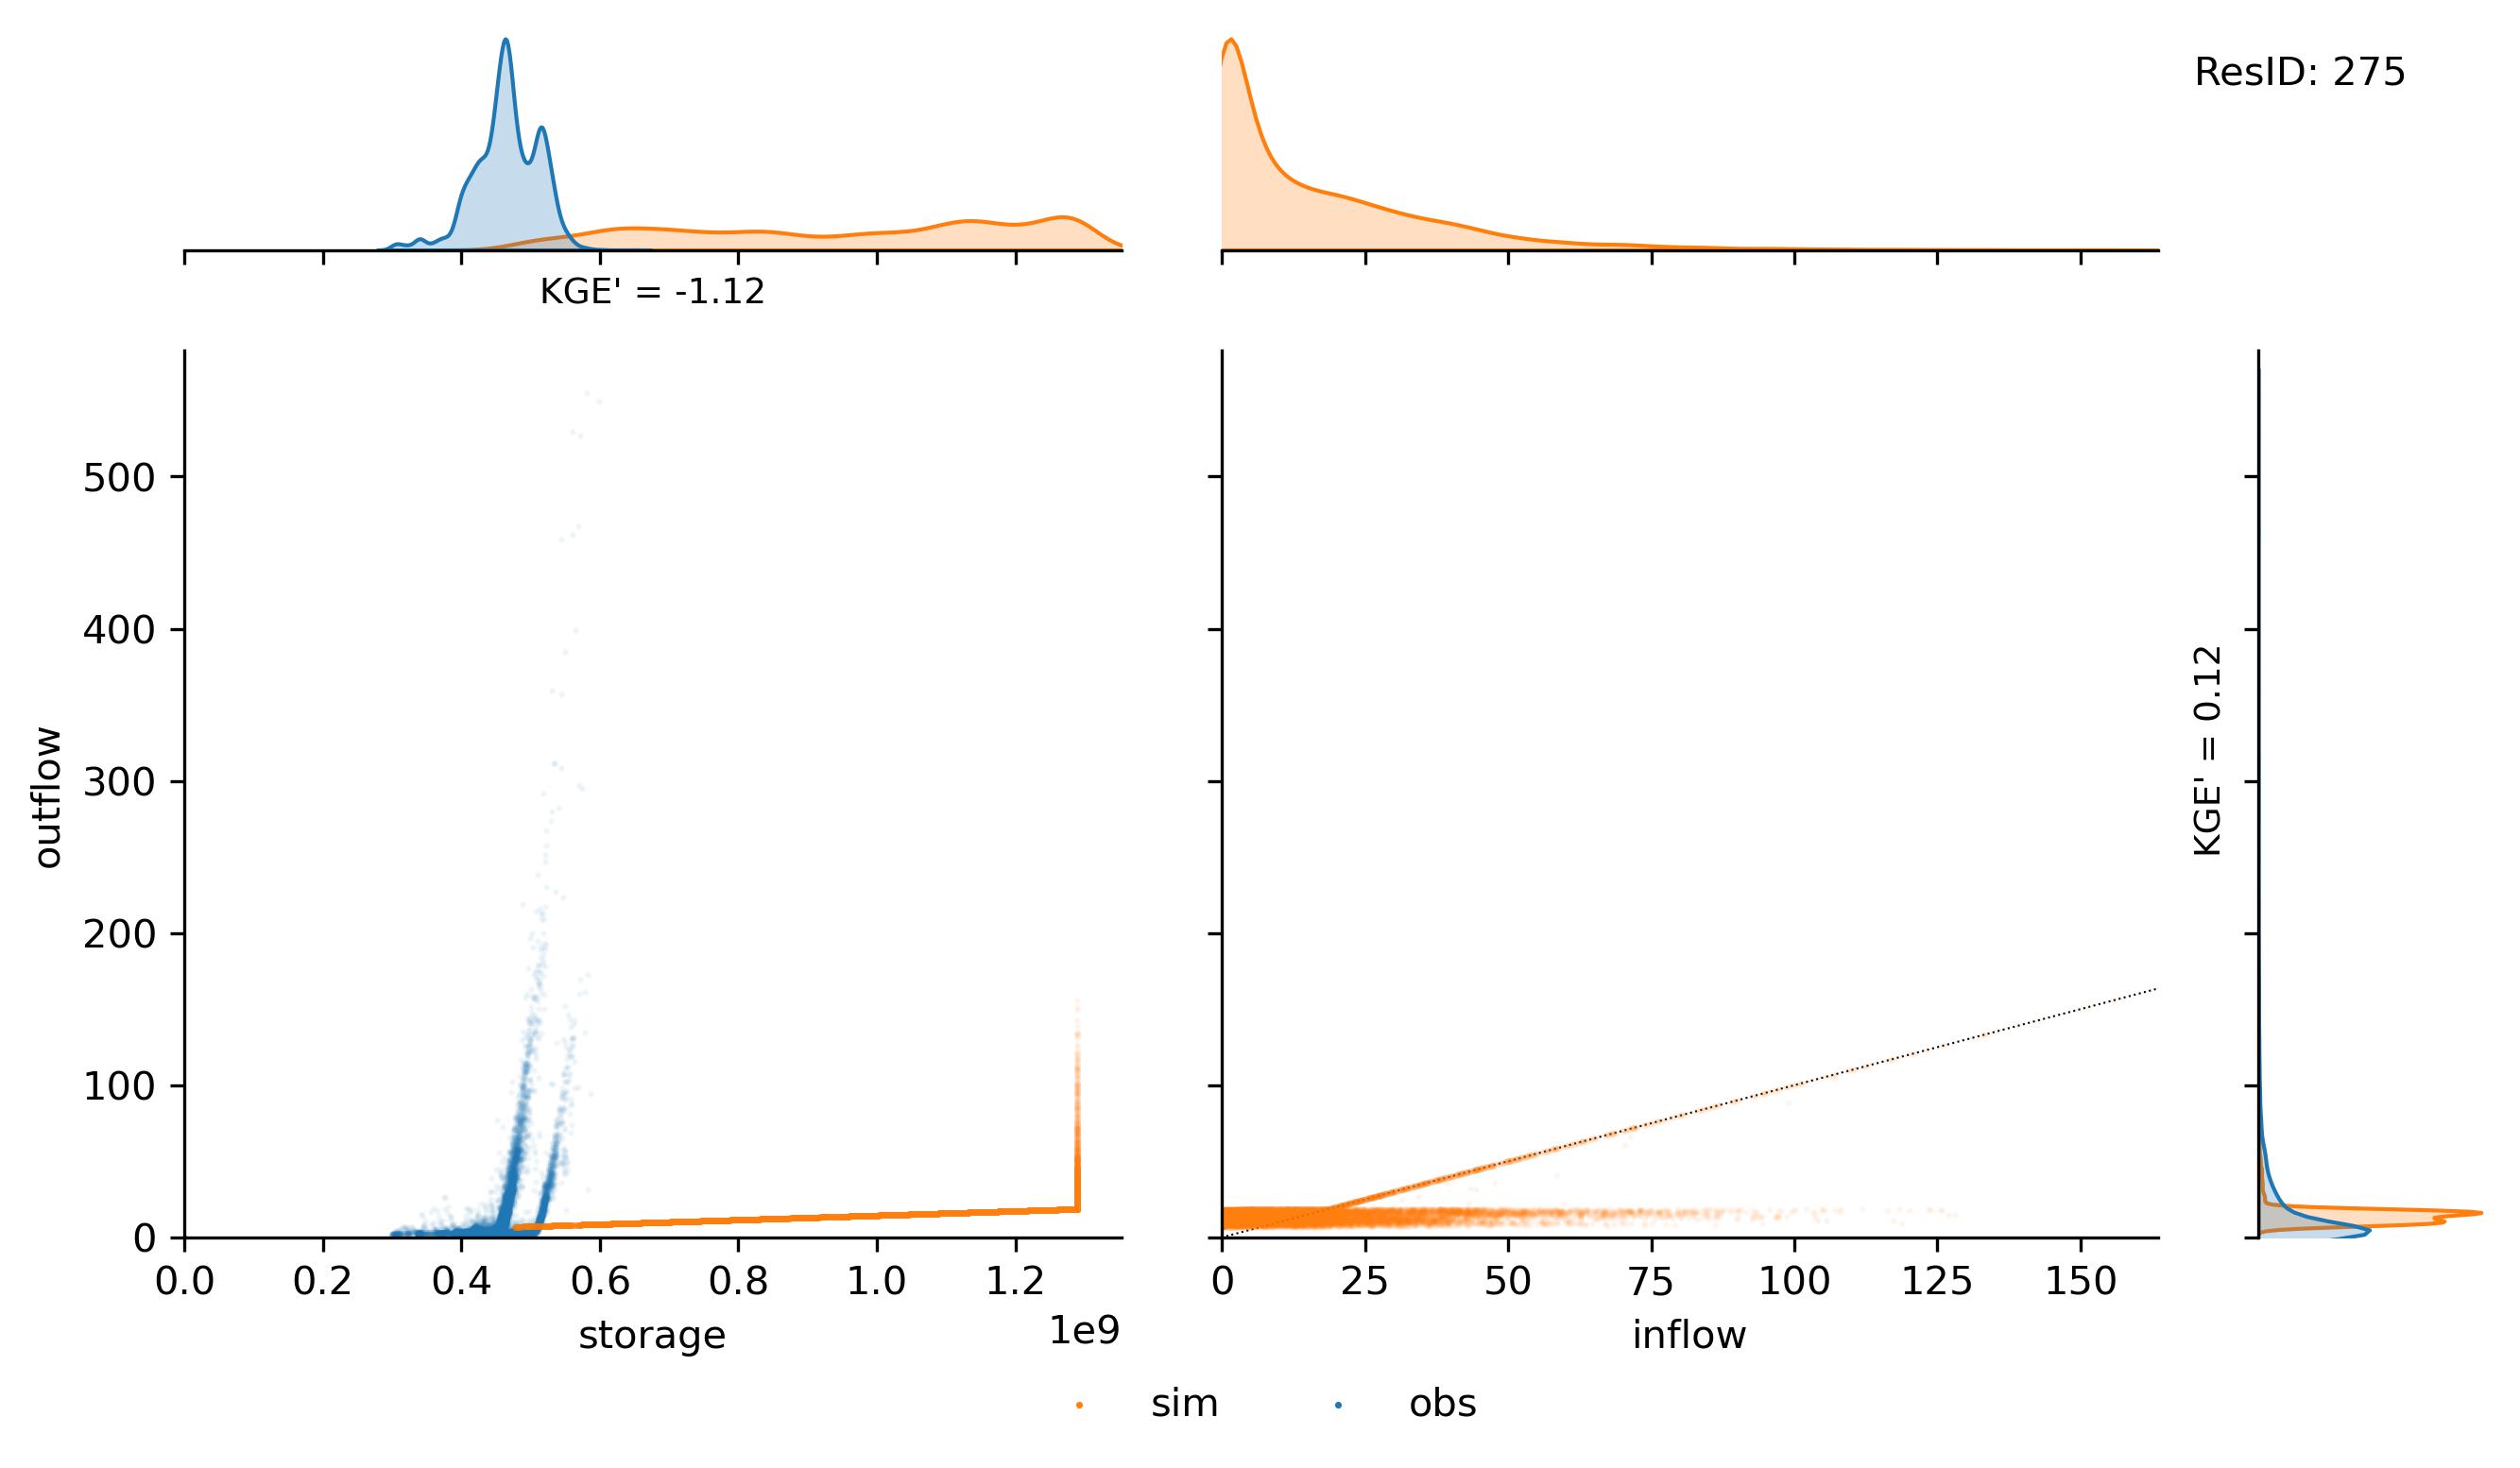 ResID: 275
KGE' = -1.12
outflow
500
400
300
200
100
0
KGE' = 0.12
0.0 0.2 0.4 0.6 0.8 1.0 1.2
1e9
storage
0 25 50 75 100 125 150
inflow
sim obs